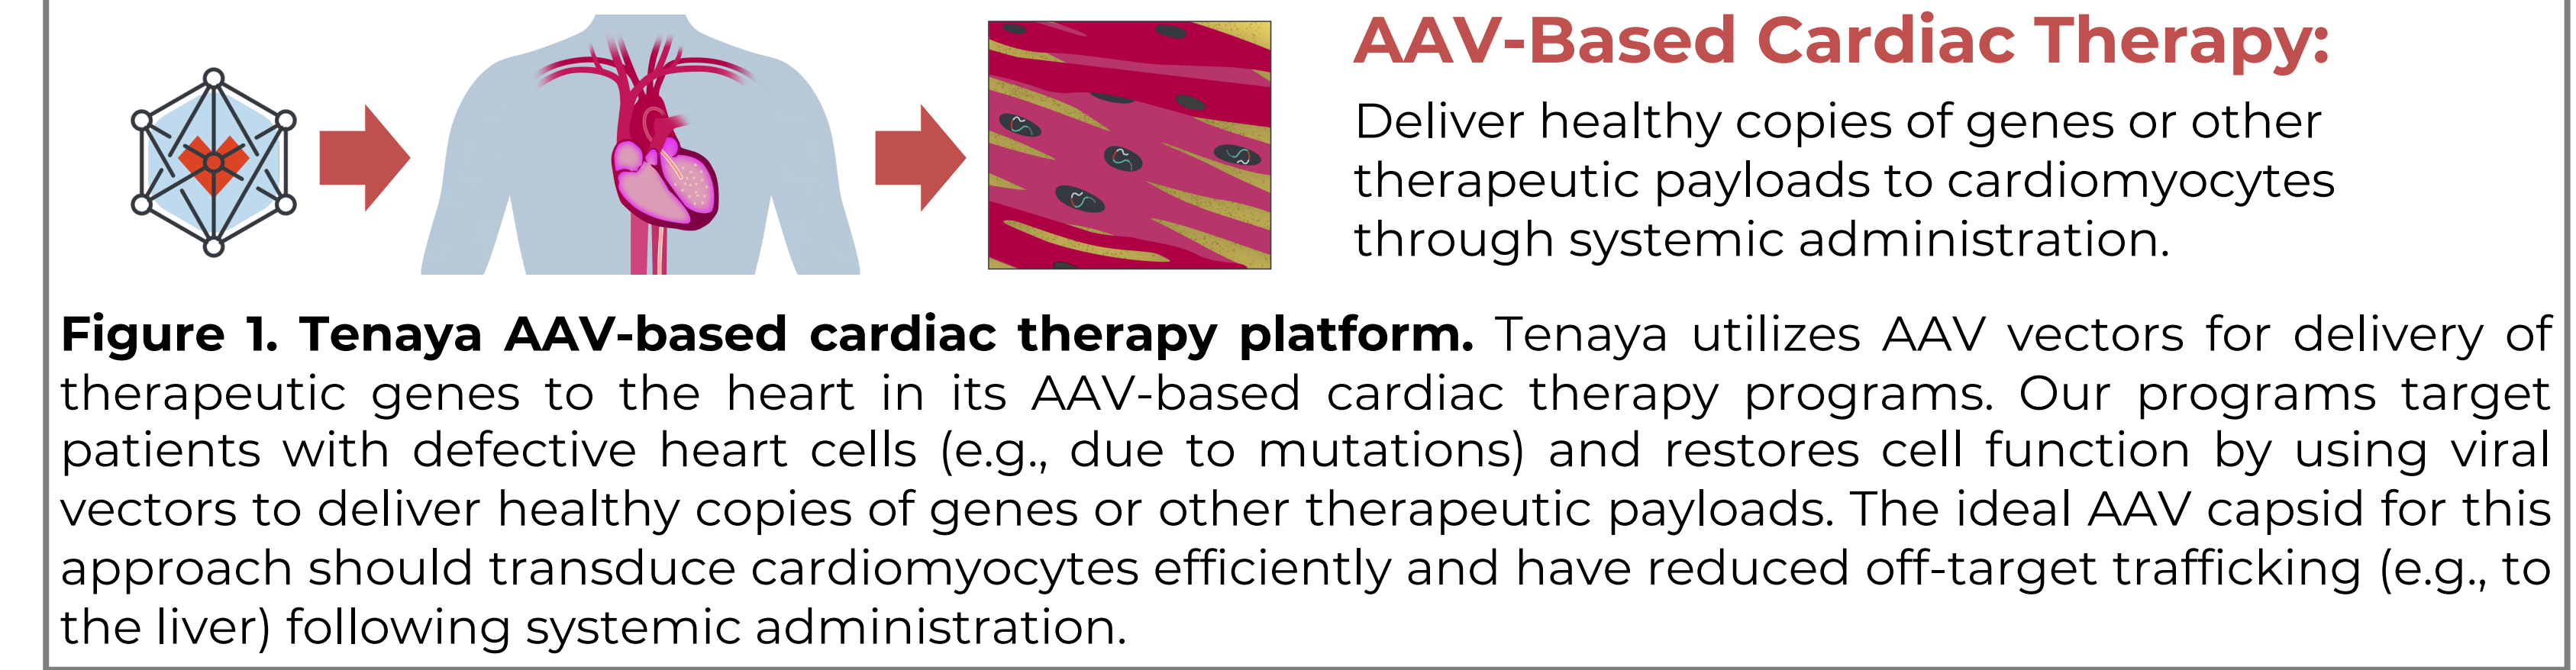 AAV-Based Cardiac Therapy:
Deliver healthy copies of genes or other
therapeutic payloads to cardiomyocytes
through systemic administration.
Figure 1. Tenaya AAV-based cardiac therapy platform. Tenaya utilizes AAV vectors for delivery of
therapeutic genes to the heart in its AAV-based cardiac therapy programs. Our programs target
patients with defective heart cells (e.g., due to mutations) and restores cell function by using viral
vectors to deliver healthy copies of genes or other therapeutic payloads. The ideal AAV capsid for this
approach should transduce cardiomyocytes efficiently and have reduced off-target trafficking (e.g., to
the liver) following systemic administration.